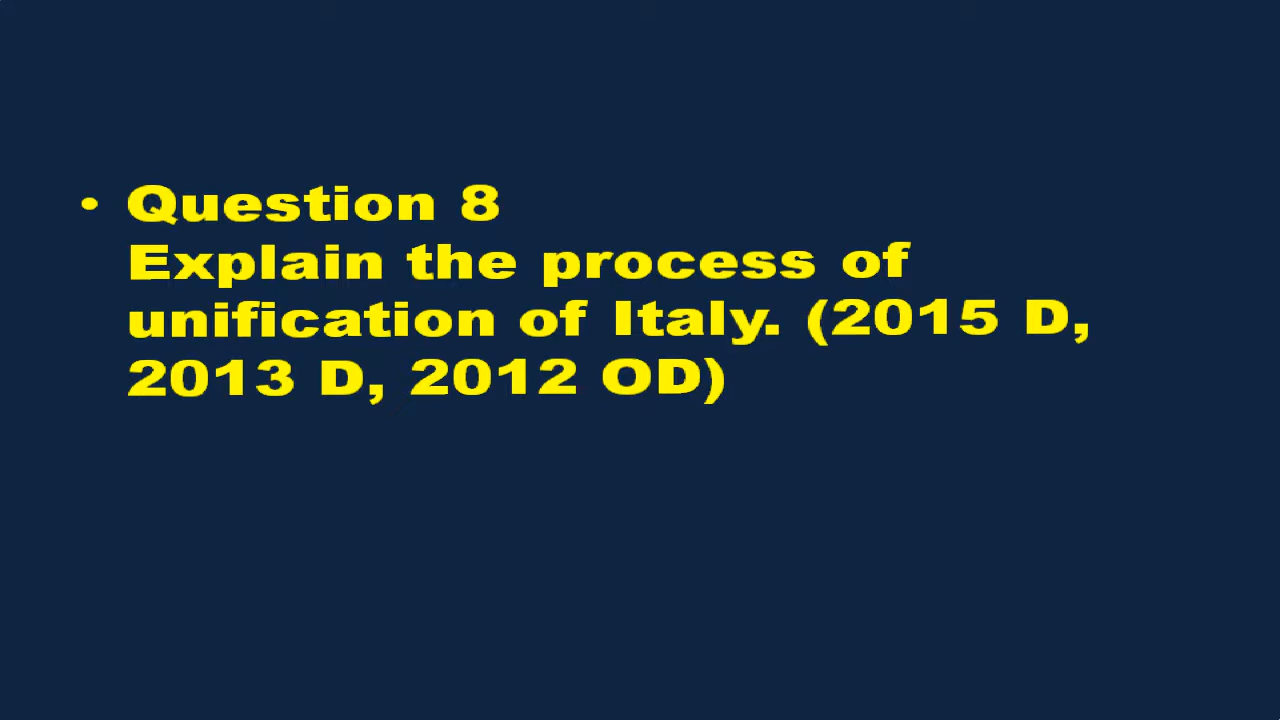 • Question 8
Explain the process of
unification of Italy. (2015 D,
2013 D, 2012 OD)